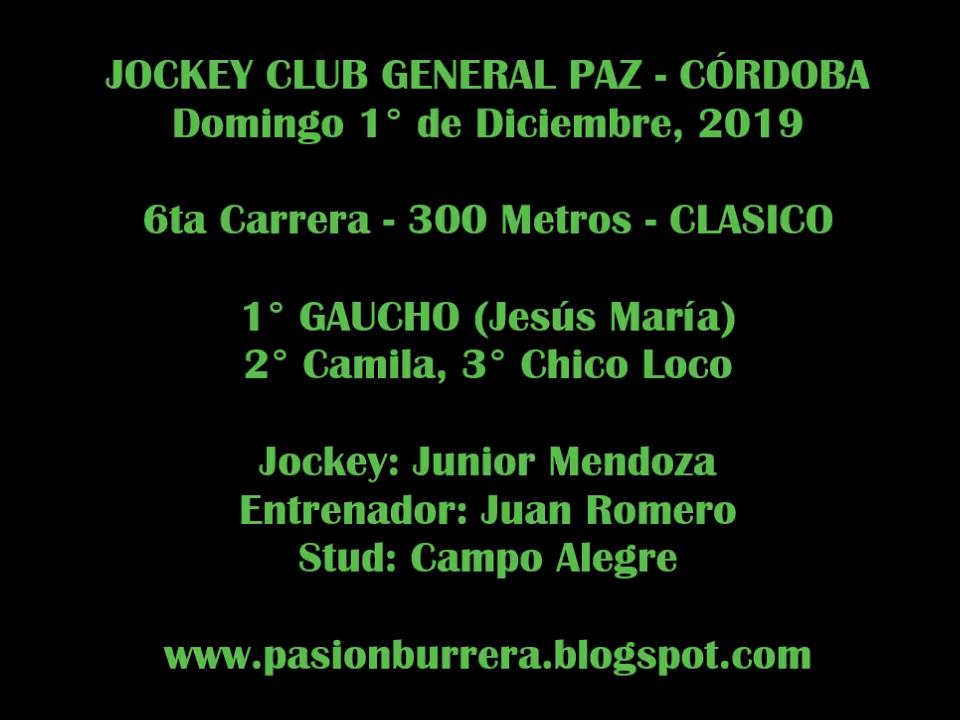 JOCKEY CLUB GENERAL PAZ - CÓRDOBA
Domingo 1° de Diciembre, 2019
6ta Carrera - 300 Metros - CLASICO
1° GAUCHO (Jesús María)
2° Camila, 3° Chico Loco
Jockey: Junior Mendoza
Entrenador: Juan Romero
Stud: Campo Alegre
www.pasionburrera.blogspot.com